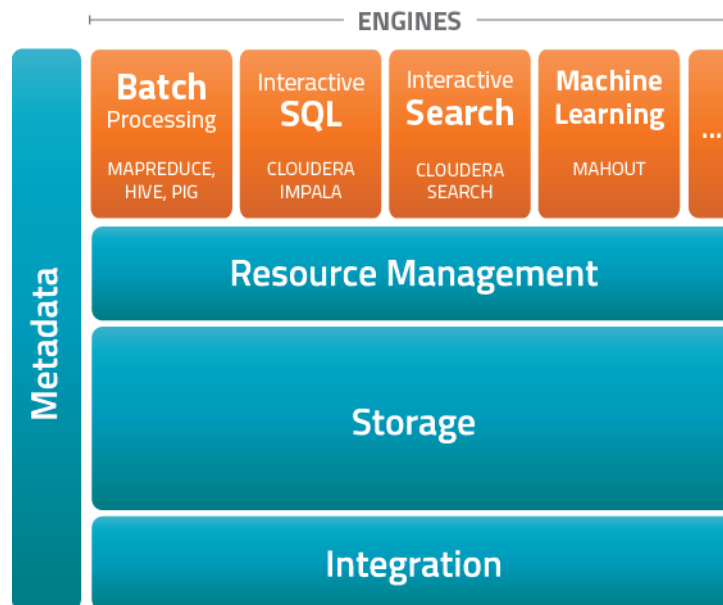 ENGINES
Metadata
Batch
Processing
MAPREDUCE,
HIVE, PIG
Interactive
SQL
CLOUDERA
IMPALA
Interactive
Search
CLOUDERA
SEARCH
Machine
Learning
MAHOUT
...
Resource Management
Storage
Integration